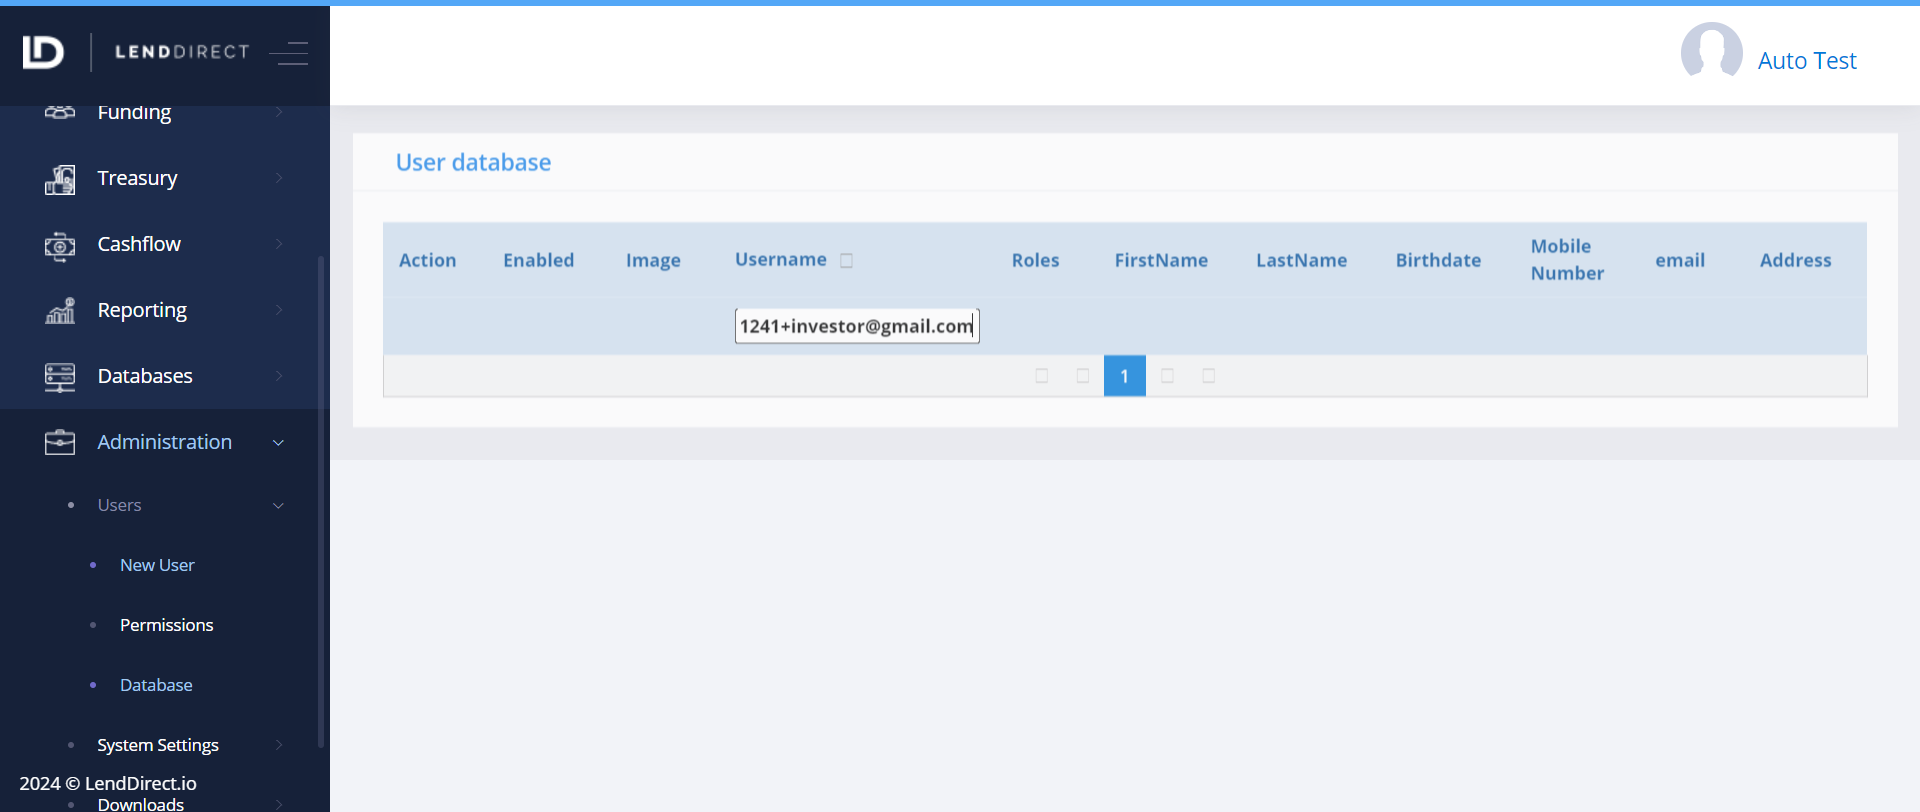 LENDDIRECT
Auto Test
Funding
Treasury
Cashflow
Reporting
Databases
Administration
Users
New User
Permissions
Database
System Settings
2024 © LendDirect.io
Downloads
User database
Action Enabled Image Username Roles FirstName LastName Birthdate Mobile Number email Address
1241+investor@gmail.com
1